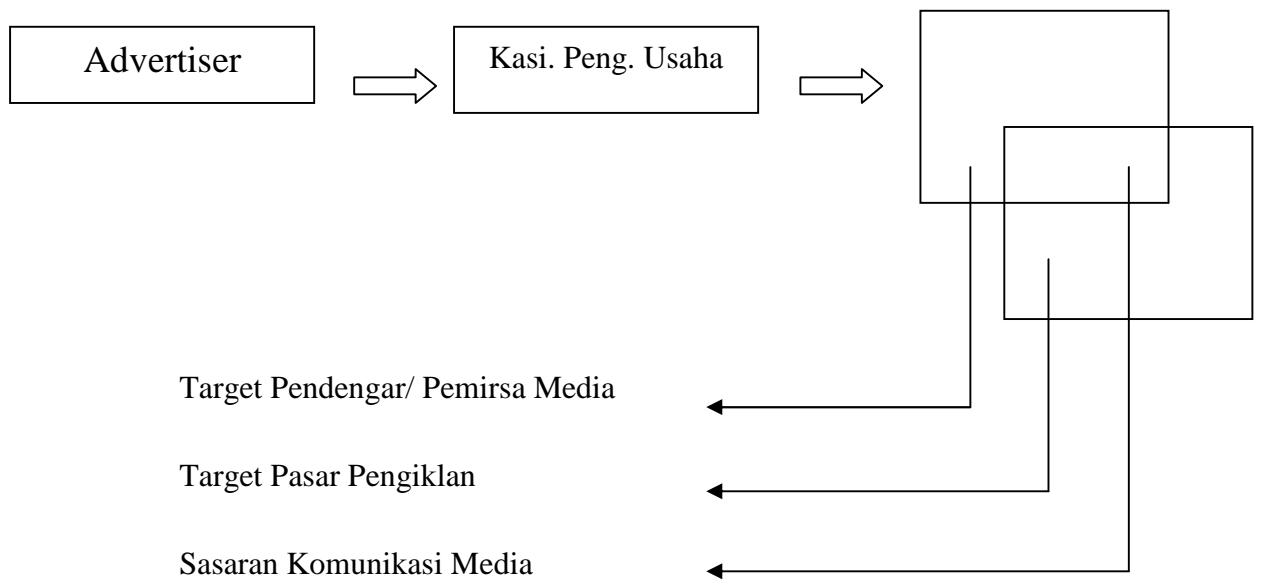 Advertiser
Kasi. Peng. Usaha
Target Pendengar/ Pemirsa Media
Target Pasar Pengiklan
Sasaran Komunikasi Media